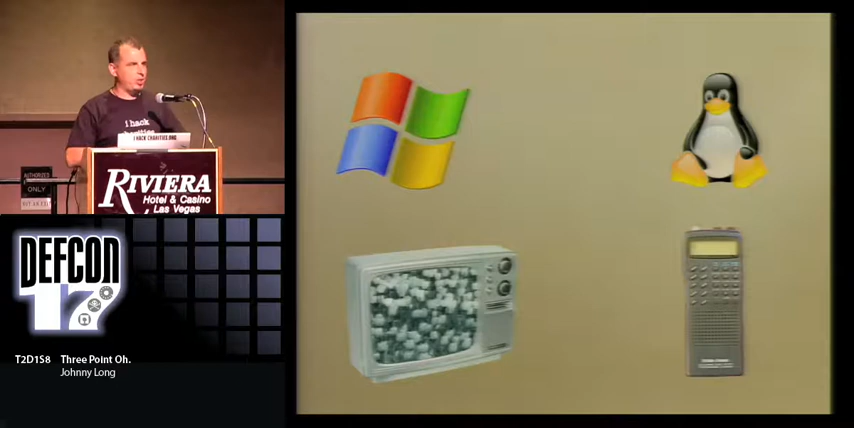 i hack
charities
I HACK CHARITIES.ORG
AUTHORIZED
ONLY
RIVIERA
Hotel & Casino
Las Vegas
DEFCON
17
T2D1S8 Three Point Oh.
Johnny Long